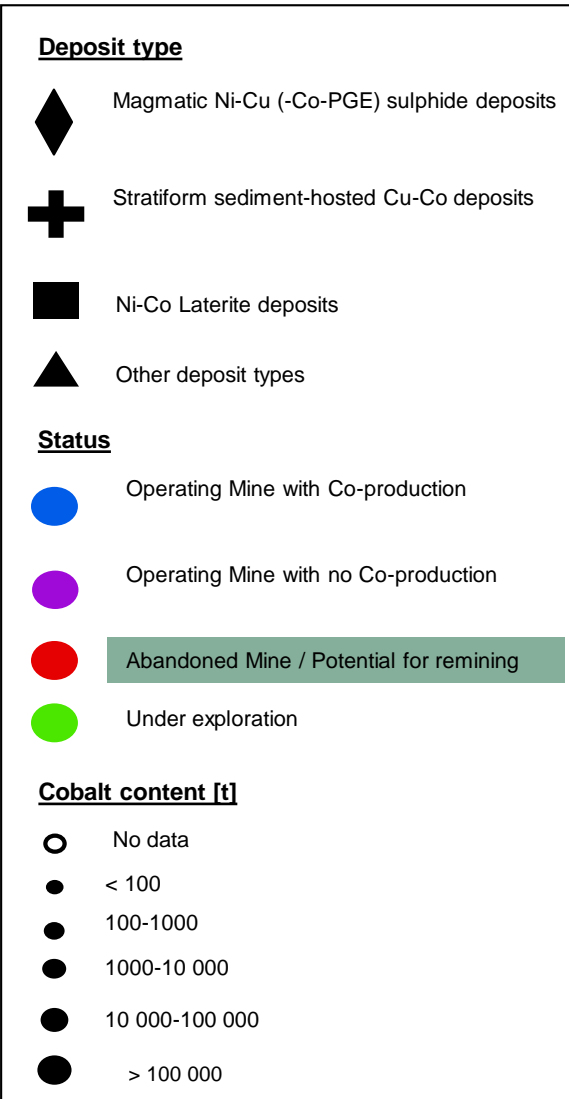 Deposit type
Magmatic Ni-Cu (-Co-PGE) sulphide deposits
Stratiform sediment-hosted Cu-Co deposits
Ni-Co Laterite deposits
Other deposit types
Status
Operating Mine with Co-production
Operating Mine with no Co-production
Abandoned Mine / Potential for remining
Under exploration
Cobalt content [t]
No data
< 100
100-1000
1000-10 000
10 000-100 000
> 100 000